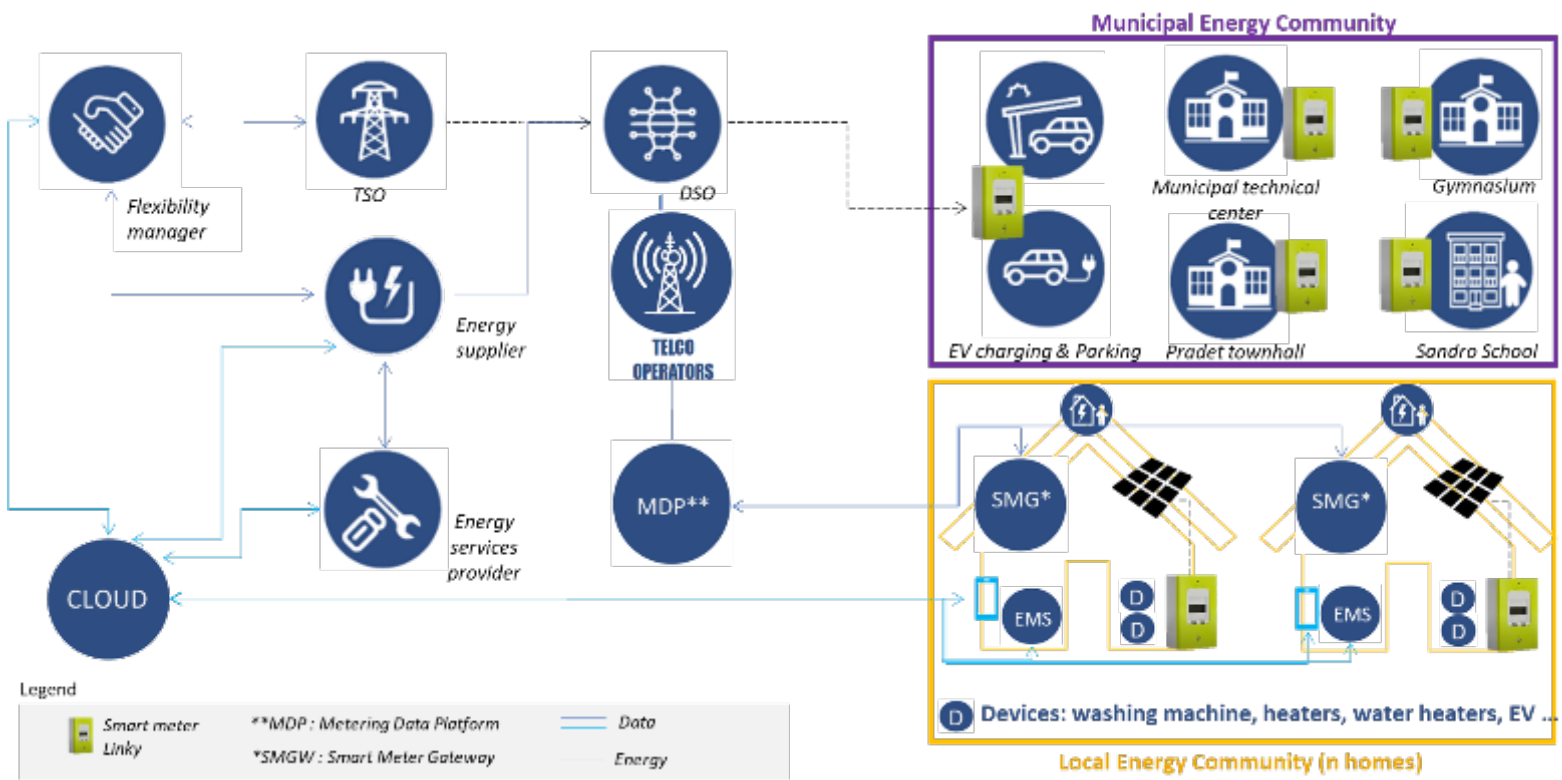 Municipal Energy Community
Flexibility
manager
TSO
DSO
Municipal technical
center
Gymnasium
Energy
supplier
TELCO
OPERATORS
EV charging & Parking
Pradet townhall
Sandro School
MDP**
SMG*
SMG*
Energy
services
provider
CLOUD
EMS
D
D
EMS
D
D
D Devices: washing machine, heaters, water heaters, EV ...
Local Energy Community (n homes)
Legend
Smart meter
Linky
**MDP : Metering Data Platform
*SMGW : Smart Meter Gateway
Data
Energy